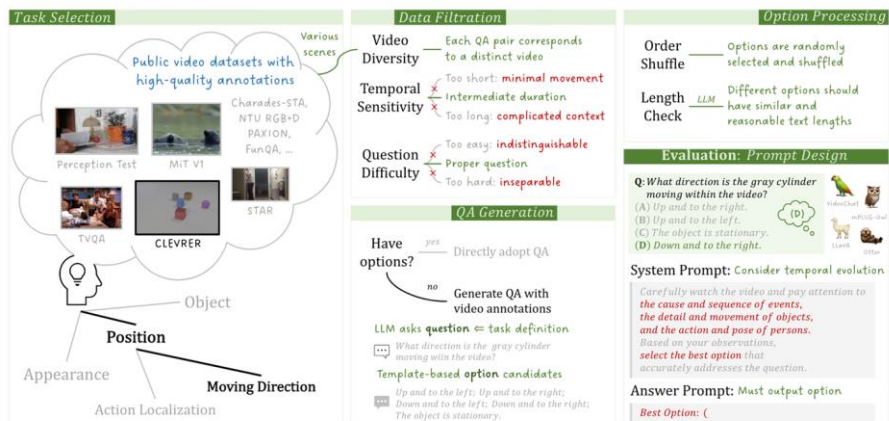 Task Selection
Various
scenes
Public video datasets with
high-quality annotations
Charades-STA,
NTU RGB+D
PAXION,
FunQA, ...
Perception Test
MiT V1
TVQA
CLEVRER
STAR
Object
Position
Appearance
Moving Direction
Action Localization
Data Filtration
Video
Diversity
Each QA pair corresponds
to a distinct video
Temporal
Sensitivity
Too short: minimal movement
Intermediate duration
Too long: complicated context
Question
Difficulty
Too easy: indistinguishable
Proper question
Too hard: inseparable
QA Generation
Have
options?
yes
Directly adopt QA
no
Generate QA with
video annotations
LLM asks question ⇐ task definition
What direction is the gray cylinder
moving wiin the video?
Template-based option candidates
Up and to the left; Up and to the right;
Down and to the left; Down and to the right;
The object is stationary.
Option Processing
Order
Shuffle
Options are randomly
selected and shuffled
Length
Check
LLM
Different options should
have similar and
reasonable text lengths
Evaluation: Prompt Design
Q: What direction is the gray cylinder
moving within the video?
(A) Up and to the right.
(B) Up and to the left.
(C) The object is stationary.
(D) Down and to the right.
(D)
VideoChat
mPLUG-Owl
LLaVA
Otter
System Prompt: Consider temporal evolution
Carefully watch the video and pay attention to
the cause and sequence of events,
the detail and movement of objects,
and the action and pose of persons.
Based on your observations,
select the best option that
accurately addresses the question.
Answer Prompt: Must output option
Best Option: (